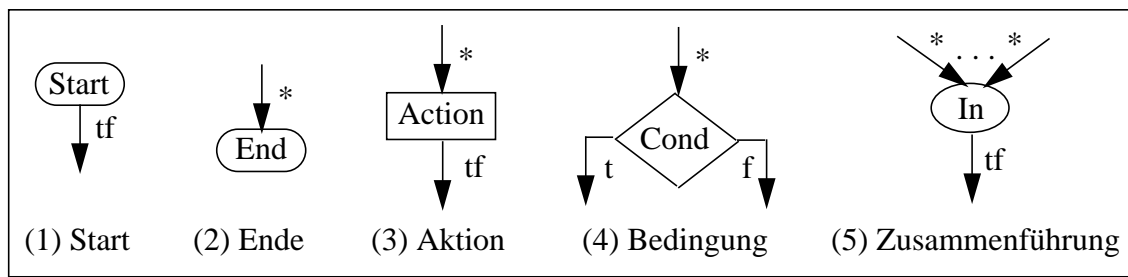 * . . . *
* *
Start * Action Cond In
tf End t f tf
tf
(1) Start (2) Ende (3) Aktion (4) Bedingung (5) Zusammenführung